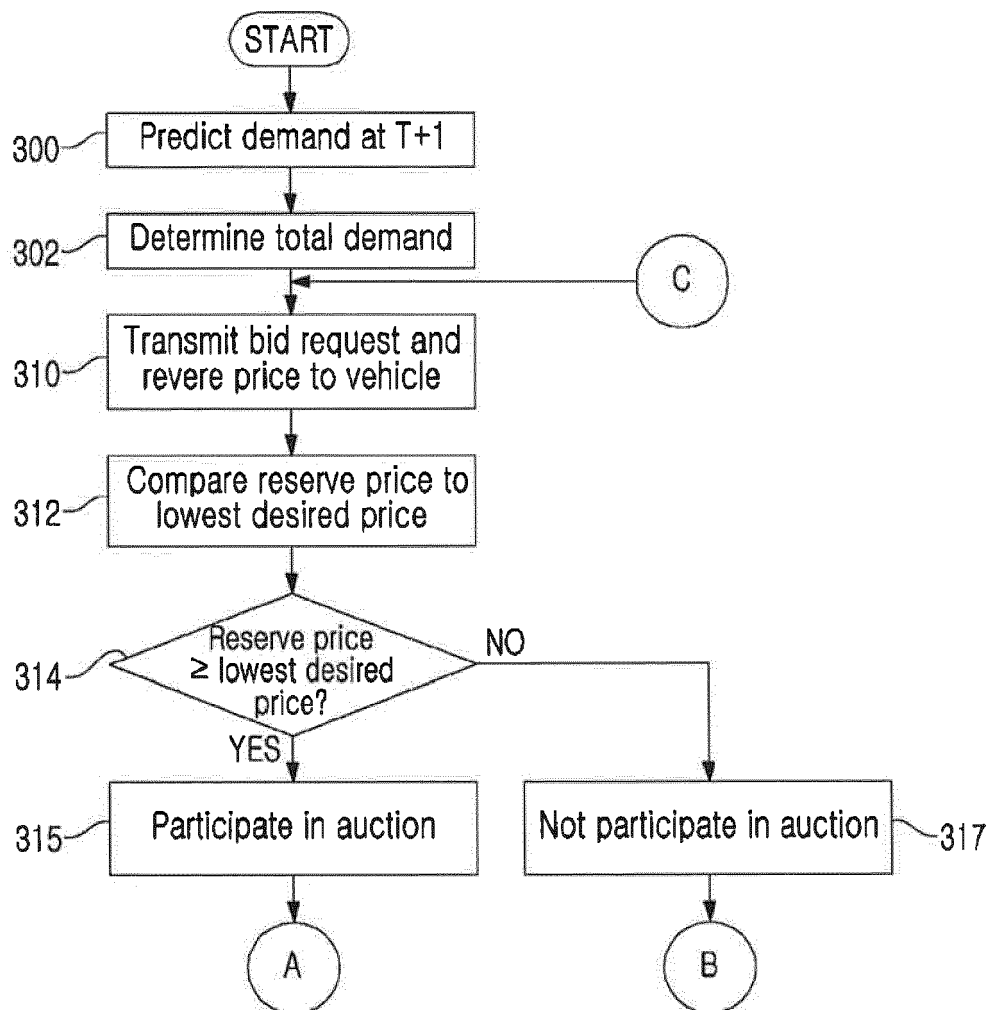 START
300
Predict demand at T+1
302
Determine total demand
C
310
Transmit bid request and
revere price to vehicle
312
Compare reserve price to
lowest desired price
314
Reserve price
≥ lowest desired
price?
NO
YES
315
Participate in auction
Not participate in auction
317
A
B